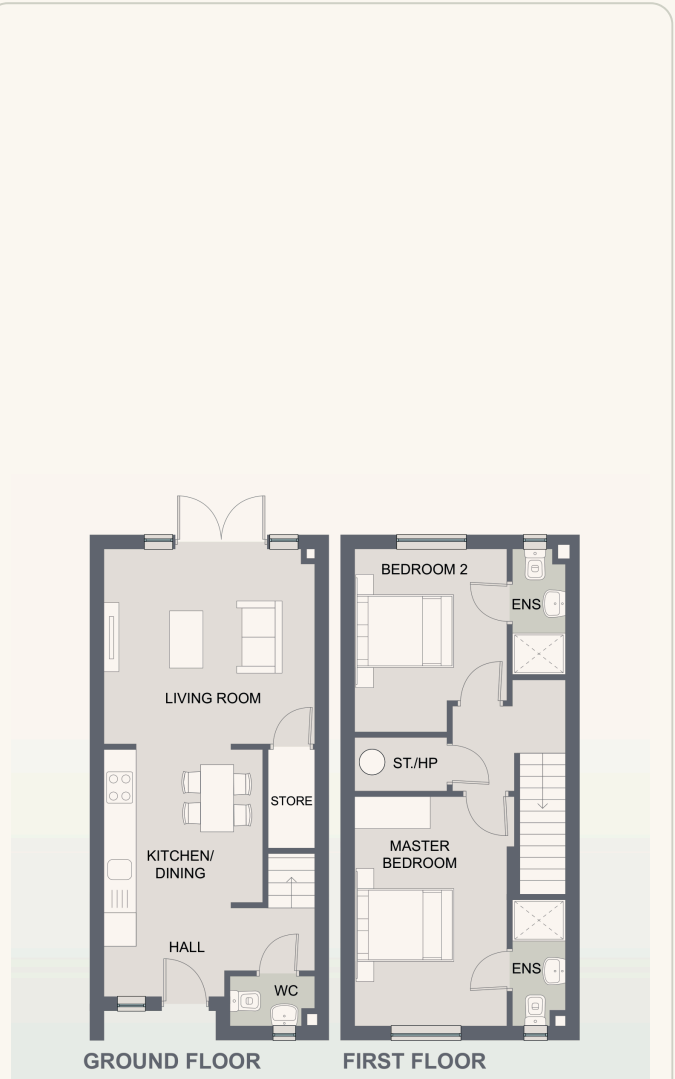 LIVING ROOM
STORE
KITCHEN/
DINING
HALL
WC
GROUND FLOOR
BEDROOM 2
ENS
ST./HP
MASTER
BEDROOM
ENS
FIRST FLOOR